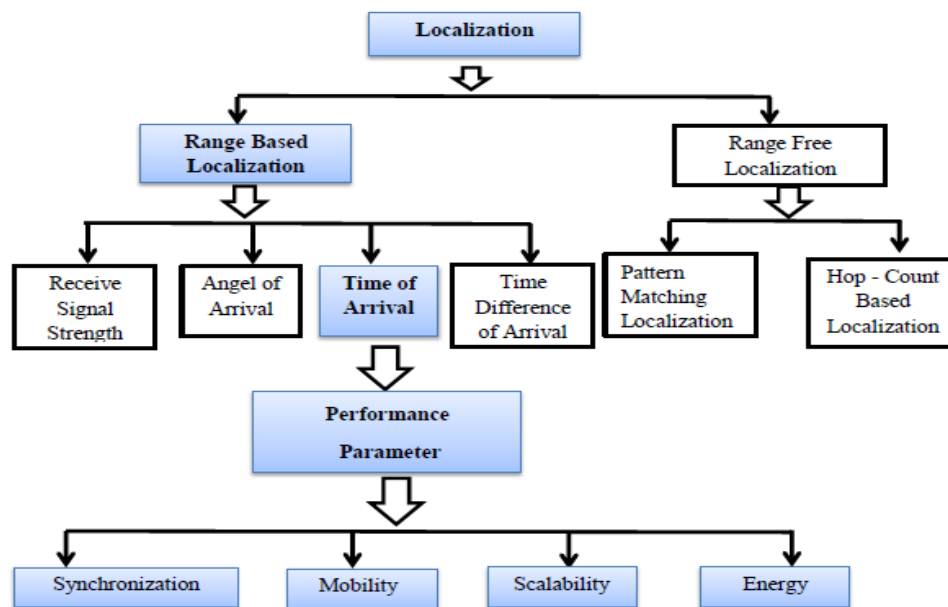 Localization
Range Based
Localization
Range Free
Localization
Receive
Signal
Strength
Angel of
Arrival
Time of
Arrival
Time
Difference
of Arrival
Pattern
Matching
Localization
Hop - Count
Based
Localization
Performance
Parameter
Synchronization
Mobility
Scalability
Energy